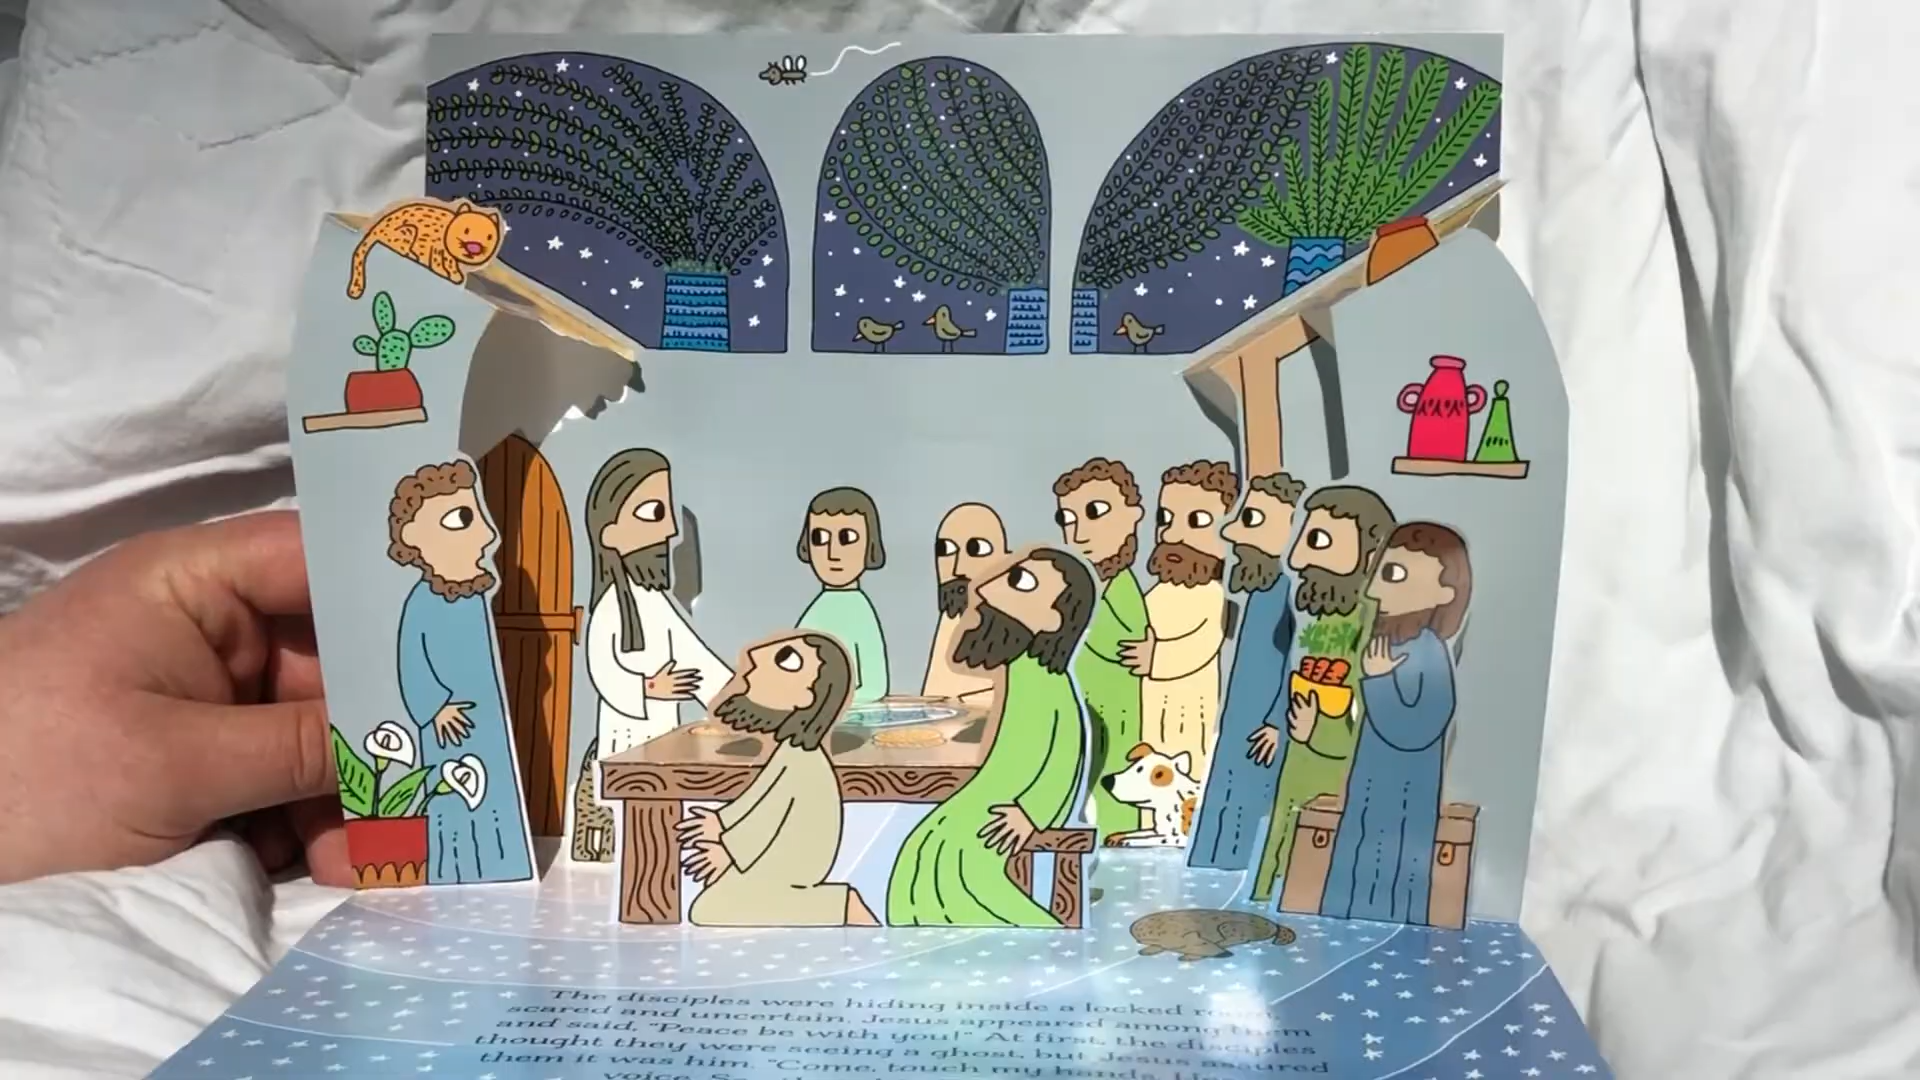 The disciples were hiding inside a locked room,
scared and uncertain. Jesus appeared among them
and said, "Peace be with you!" At first, the disciples
thought they were seeing a ghost, but Jesus assured
them it was him. "Come, touch my hands.
voice.